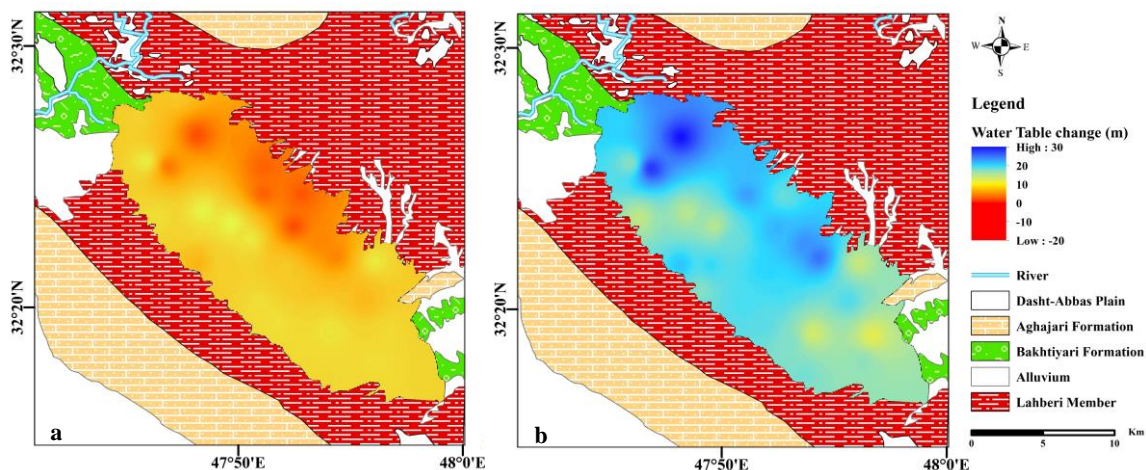 32°30'N
32°20'N
a
47°50'E
48°0'E
32°30'N
32°20'N
b
47°50'E
48°0'E
N
W
E
S
Legend
Water Table change (m)
High : 30
20
10
0
-10
Low : -20
River
Dasht-Abbas Plain
Aghajari Formation
Bakhtiyari Formation
Alluvium
Lahberi Member
Km
0
5
10